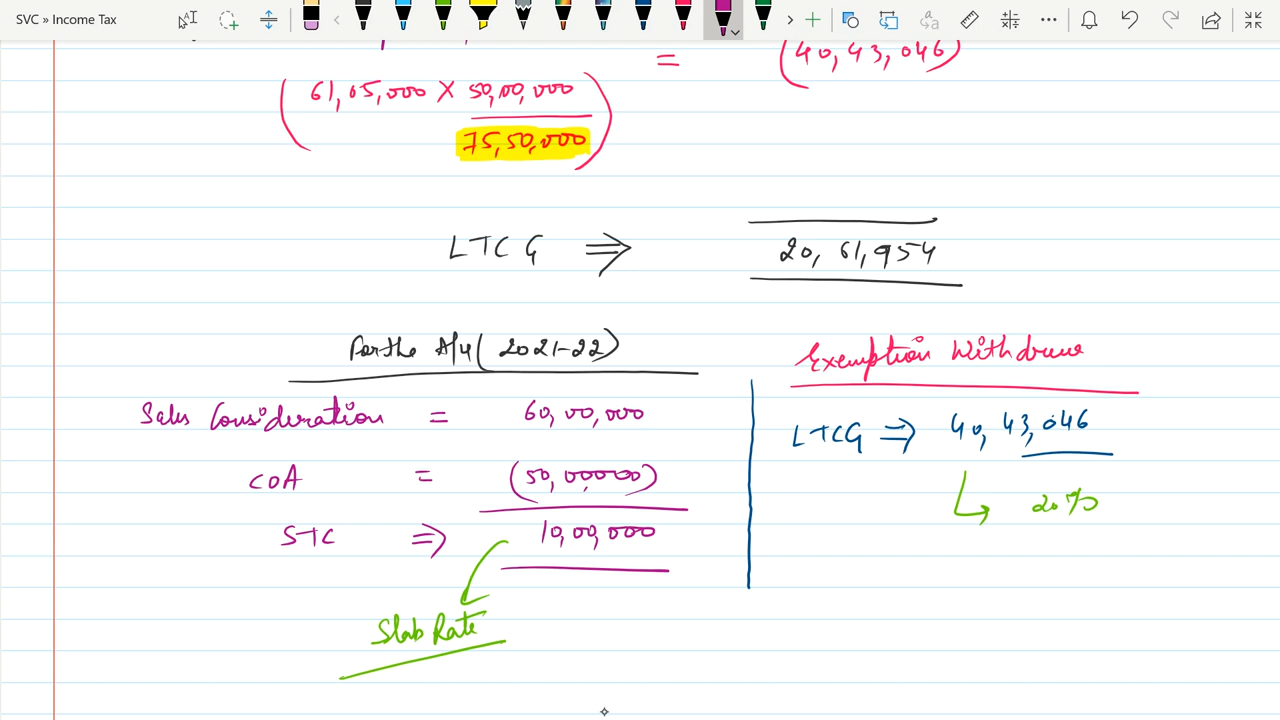 SVC » Income Tax
= (40,43,046)
(61,05,000 × 50,00,000
75,50,000)
LTCG ⇒ 20,61,954
For the A/y (2021-22)
Sales Consideration = 60,00,000
COA = (50,00000)
STC ⇒ 10,00,000
Slab Rate
Exemption Withdraw
LTCG ⇒ 40,43,046
20%